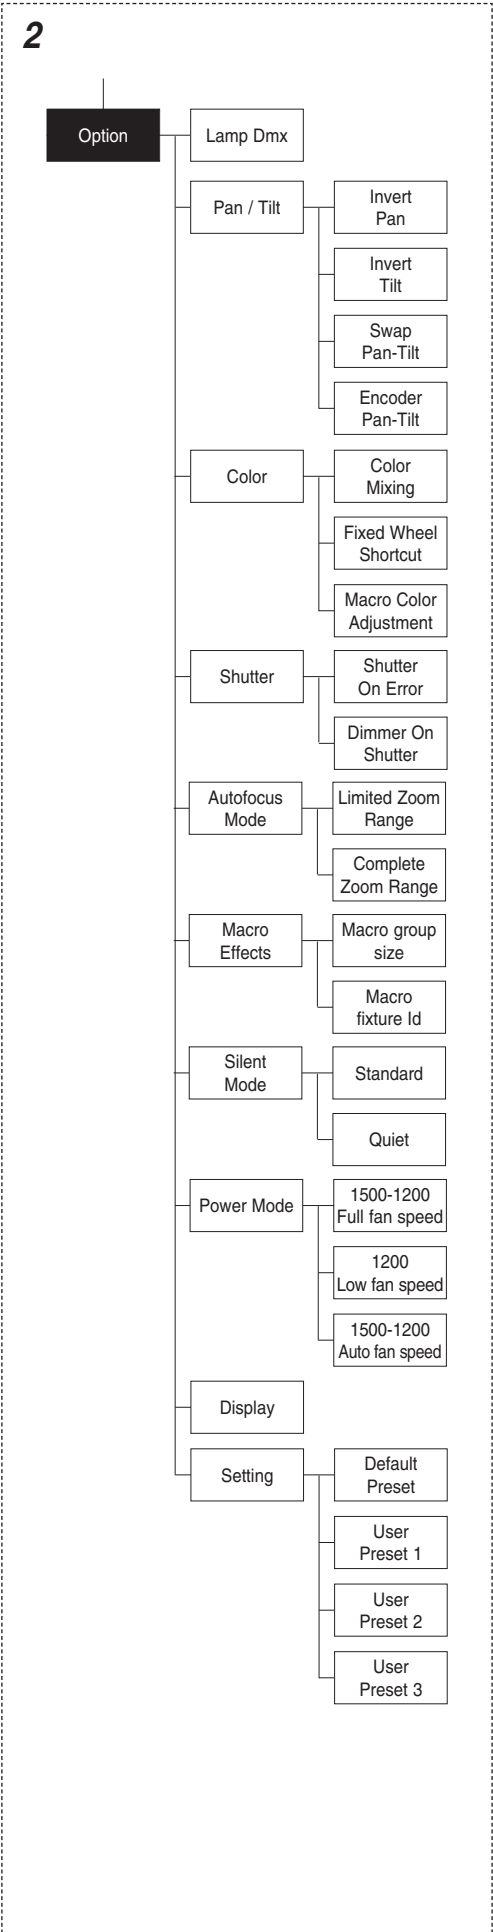 2
Option
Lamp Dmx
Pan / Tilt
Invert
Pan
Invert
Tilt
Swap
Pan-Tilt
Encoder
Pan-Tilt
Color
Color
Mixing
Fixed Wheel
Shortcut
Macro Color
Adjustment
Shutter
Shutter
On Error
Dimmer On
Shutter
Autofocus
Mode
Limited Zoom
Range
Complete
Zoom Range
Macro
Effects
Macro group
size
Macro
fixture Id
Silent
Mode
Standard
Quiet
Power Mode
1500-1200
Full fan speed
1200
Low fan speed
1500-1200
Auto fan speed
Display
Setting
Default
Preset
User
Preset 1
User
Preset 2
User
Preset 3